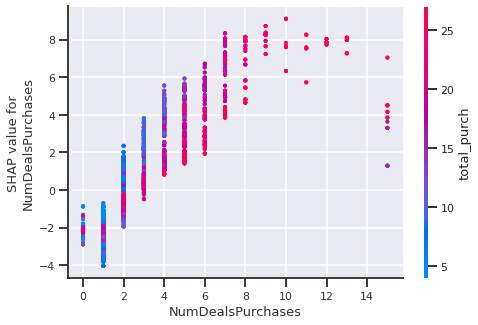 8
6
4
2
0
−2
−4
SHAP value for
NumDealsPurchases
0 2 4 6 8 10 12 14
NumDealsPurchases
25
20
15
10
5
total_purch